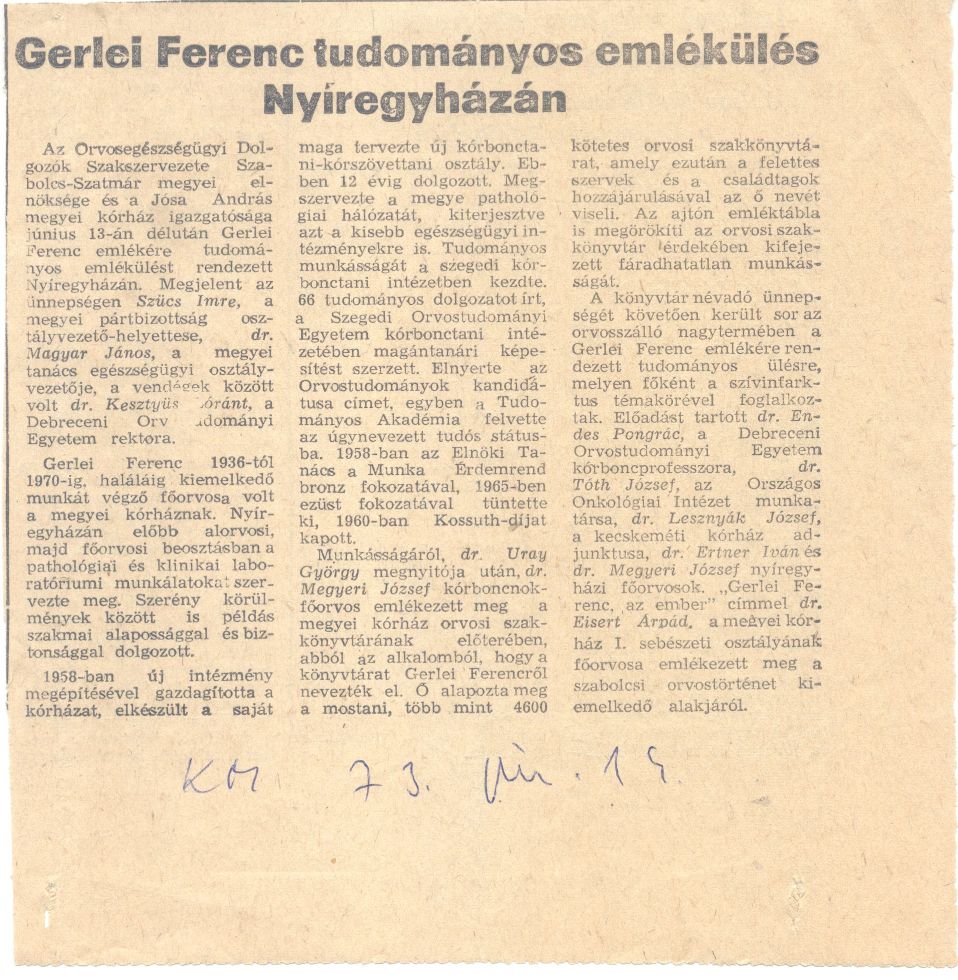 Gerlei Ferenc tudományos emlékülés
Nyíregyházán
Az Orvosegészségügyi Dol-
gozók Szakszervezete Sza-
bolcs-Szatmár megyei el-
nöksége és a Jósa András
megyei kórház igazgatósága
június 13-án délután Gerlei
Ferenc emlékére tudomá-
nyos emlékülést rendezett
Nyíregyházán. Megjelent az
ünnepségen Szücs Imre, a
megyei pártbizottság osz-
tályvezető-helyettese, dr.
Magyar János, a megyei
tanács egészségügyi osztály-
vezetője, a vendégek között
volt dr. Kesztyüs óránt, a
Debreceni Orv dományi
Egyetem rektora.
Gerlei Ferenc 1936-tól
1970-ig, haláláig kiemelkedő
munkát végző főorvosa volt
a megyei kórháznak. Nyír-
egyházán előbb alorvosi,
majd főorvosi beosztásban a
pathológiai és klinikai labo-
ratóriumi munkálatokat szer-
vezte meg. Szerény körül-
mények között is példás
szakmai alapossággal és biz-
tonsággal dolgozott.
1958-ban új intézmény
megépítésével gazdagította a
kórházat, elkészült a saját
maga tervezte új kórboncta-
ni-kórszövettani osztály. Eb-
ben 12 évig dolgozott. Meg-
szervezte a megye patholó-
giai hálózatát, kiterjesztve
azt a kisebb egészségügyi in-
tézményekre is. Tudományos
munkásságát a szegedi kór-
bonctani intézetben kezdte.
66 tudományos dolgozatot írt,
a Szegedi Orvostudományi
Egyetem kórbonctani inté-
zetében magántanári képe-
sítést szerzett. Elnyerte az
Orvostudományok kandidá-
tusa címet, egyben a Tudo-
mányos Akadémia felvette
az úgynevezett tudós státus-
ba. 1958-ban az Elnöki Ta-
nács a Munka Érdemrend
bronz fokozatával, 1965-ben
ezüst fokozatával tüntette
ki, 1960-ban Kossuth-díjat
kapott.
Munkásságáról, dr. Uray
György megnyitója után, dr.
Megyeri József kórboncnok-
főorvos emlékezett meg a
megyei kórház orvosi szak-
könyvtárának előterében,
abból az alkalomból, hogy a
könyvtárat Gerlei Ferencről
nevezték el. Ő alapozta meg
a mostani, több mint 4600
kötetes orvosi szakkönyvtá-
rat, amely ezután a felettes
szervek és a családtagok
hozzájárulásával az ő nevét
viseli. Az ajtón emléktábla
is megörökíti az orvosi szak-
könyvtár érdekében kifeje-
zett fáradhatatlan munkás-
ságát.
A könyvtár névadó ünnep-
ségét követően került sor az
orvosszálló nagytermében a
Gerlei Ferenc emlékére ren-
dezett tudományos ülésre,
melyen főként a szívinfark-
tus témakörével foglalkoz-
tak. Előadást tartott dr. En-
des Pongrác, a Debreceni
Orvostudományi Egyetem
kórboncprofesszora, dr.
Tóth József, az Országos
Onkológiai Intézet munka-
társa, dr. Lesznyák József,
a kecskeméti kórház ad-
junktusa, dr. Ertner Iván és
dr. Megyeri József nyíregy-
házi főorvosok. „Gerlei Fe-
renc, az ember" címmel dr.
Eisert Árpád, a megyei kór-
ház I. sebészeti osztályának
főorvosa emlékezett meg a
szabolcsi orvostörténet ki-
emelkedő alakjáról.
KM 73. jún. 19.